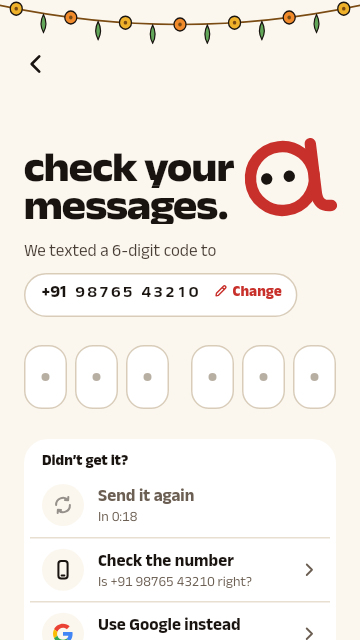 check your
messages.
We texted a 6-digit code to
+91 98765 43210 Change
Didn't get it?
Send it again
In 0:18
Check the number
Is +91 98765 43210 right?
Use Google instead